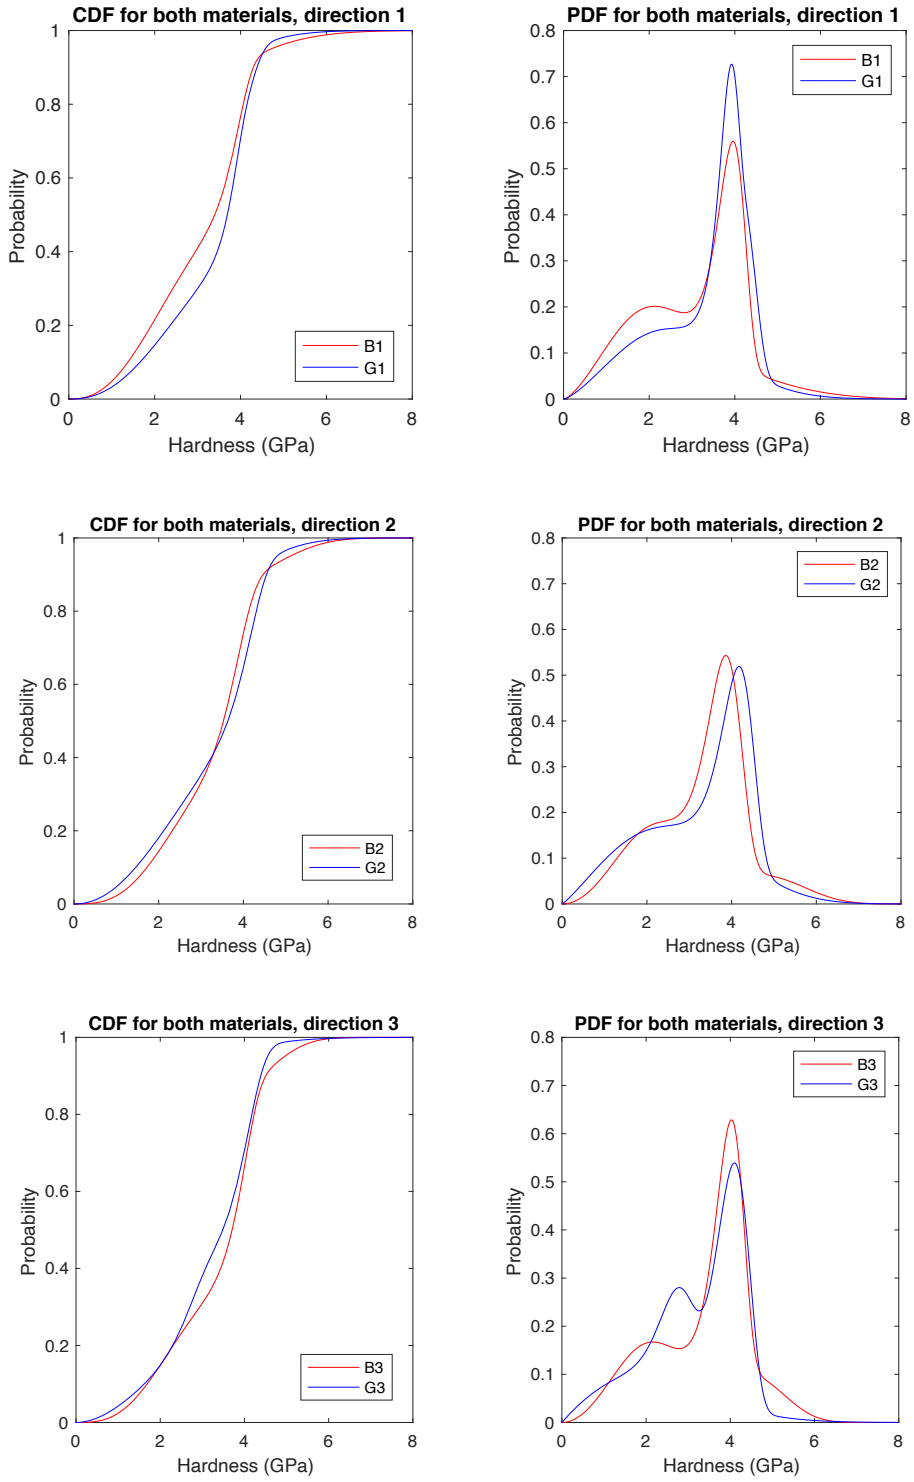 CDF for both materials, direction 1
1
0.8
0.6
0.4
0.2
0
0 2 4 6 8
Probability
Hardness (GPa)
B1
G1
PDF for both materials, direction 1
0.8
0.7
0.6
0.5
0.4
0.3
0.2
0.1
0
0 2 4 6 8
Probability
Hardness (GPa)
B1
G1
CDF for both materials, direction 2
1
0.8
0.6
0.4
0.2
0
0 2 4 6 8
Probability
Hardness (GPa)
B2
G2
PDF for both materials, direction 2
0.8
0.7
0.6
0.5
0.4
0.3
0.2
0.1
0
0 2 4 6 8
Probability
Hardness (GPa)
B2
G2
CDF for both materials, direction 3
1
0.8
0.6
0.4
0.2
0
0 2 4 6 8
Probability
Hardness (GPa)
B3
G3
PDF for both materials, direction 3
0.8
0.7
0.6
0.5
0.4
0.3
0.2
0.1
0
0 2 4 6 8
Probability
Hardness (GPa)
B3
G3